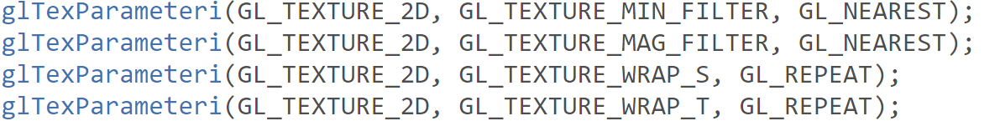 glTexParameteri(GL_TEXTURE_2D, GL_TEXTURE_MIN_FILTER, GL_NEAREST);
glTexParameteri(GL_TEXTURE_2D, GL_TEXTURE_MAG_FILTER, GL_NEAREST);
glTexParameteri(GL_TEXTURE_2D, GL_TEXTURE_WRAP_S, GL_REPEAT);
glTexParameteri(GL_TEXTURE_2D, GL_TEXTURE_WRAP_T, GL_REPEAT);